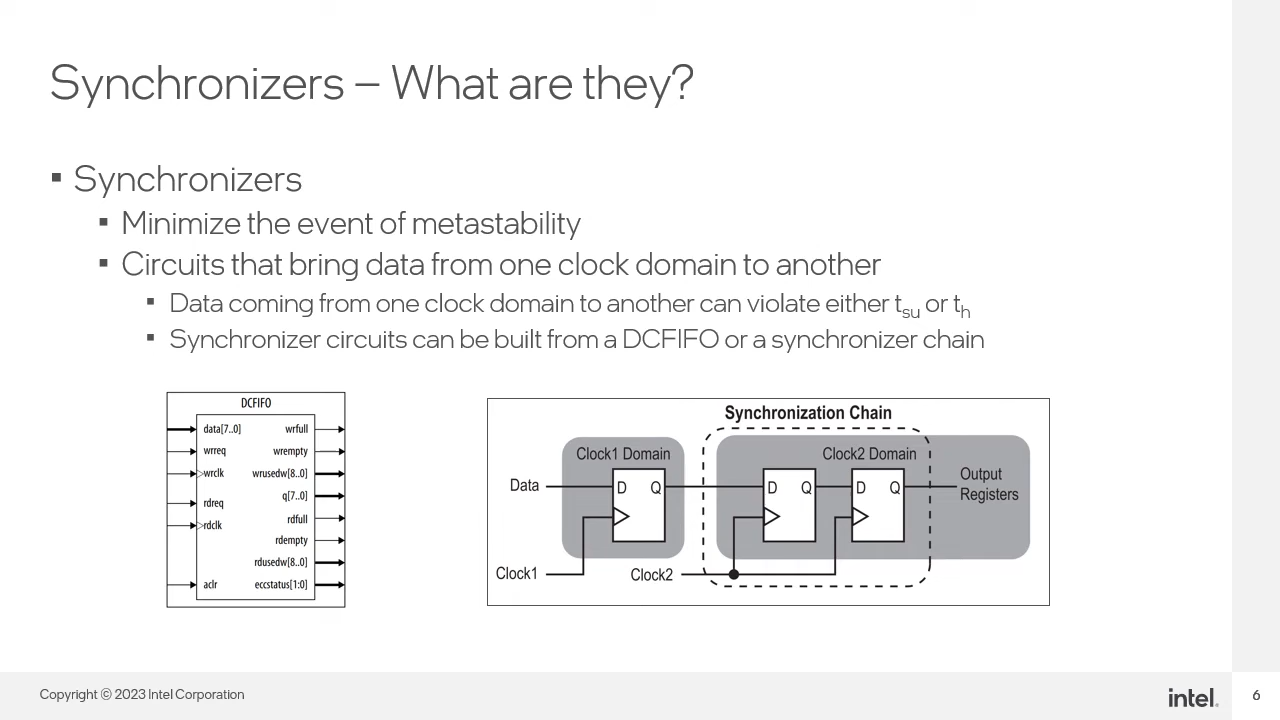 Synchronizers – What are they?
▪ Synchronizers
▪ Minimize the event of metastability
▪ Circuits that bring data from one clock domain to another
▪ Data coming from one clock domain to another can violate either tsu or th
▪ Synchronizer circuits can be built from a DCFIFO or a synchronizer chain
DCFIFO
data[7..0] wrfull
wrreq wrempty
wrclk wrusedw[8..0]
q[7..0]
rdreq rdfull
rdclk rdempty
rdusedw[8..0]
aclr eccstatus[1:0]
Synchronization Chain
Clock1 Domain Clock2 Domain
Data D Q D Q D Q Output
Registers
Clock1 Clock2
Copyright © 2023 Intel Corporation
intel.
6